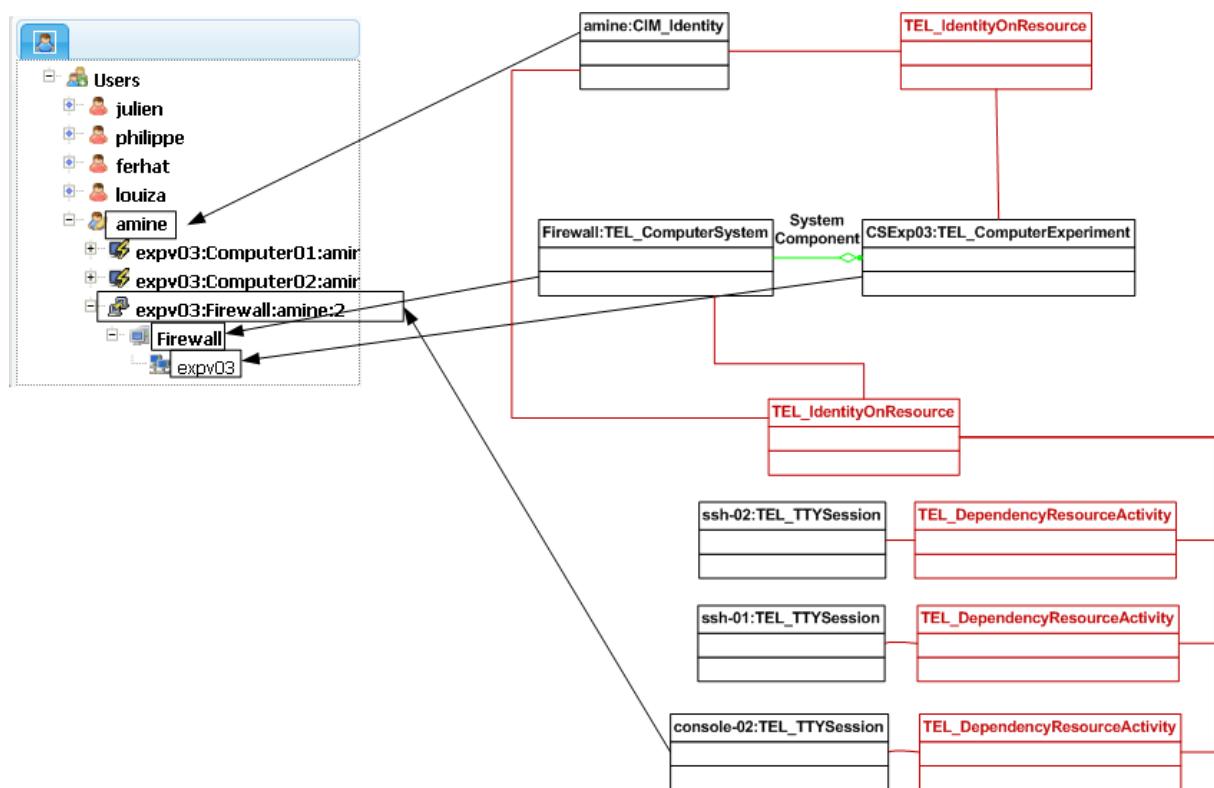 Users
julien
philippe
ferhat
louiza
amine
expv03:Computer01:amir
expv03:Computer02:amir
expv03:Firewall:amine:2
Firewall
expv03
amine:CIM_Identity
TEL_IdentityOnResource
Firewall:TEL_ComputerSystem
System
Component
CSExp03:TEL_ComputerExperiment
TEL_IdentityOnResource
ssh-02:TEL_TTYSession
TEL_DependencyResourceActivity
ssh-01:TEL_TTYSession
TEL_DependencyResourceActivity
console-02:TEL_TTYSession
TEL_DependencyResourceActivity